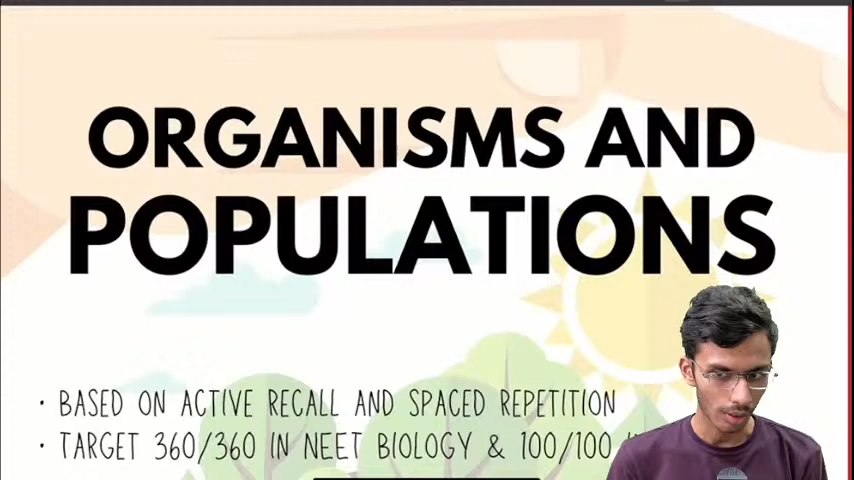 ORGANISMS AND
POPULATIONS
• BASED ON ACTIVE RECALL AND SPACED REPETITION
• TARGET 360/360 IN NEET BIOLOGY & 100/100